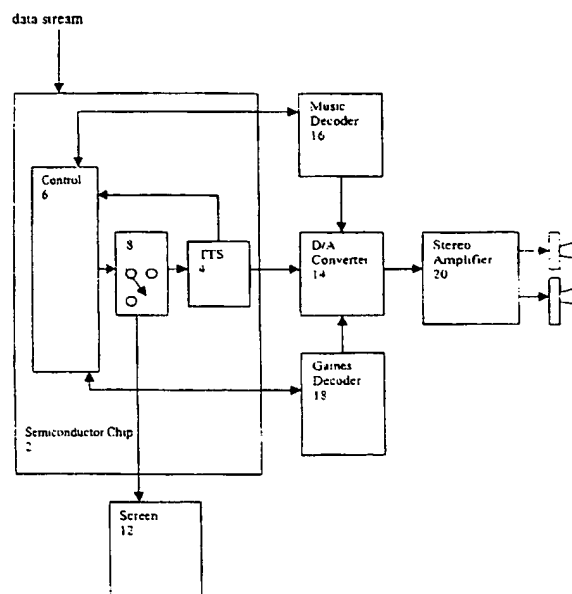 data stream
Music
Decoder
16
Control
6
8
TTS
4
D/A
Converter
14
Stereo
Amplifier
20
Games
Decoder
18
Semiconductor Chip
2
Screen
12